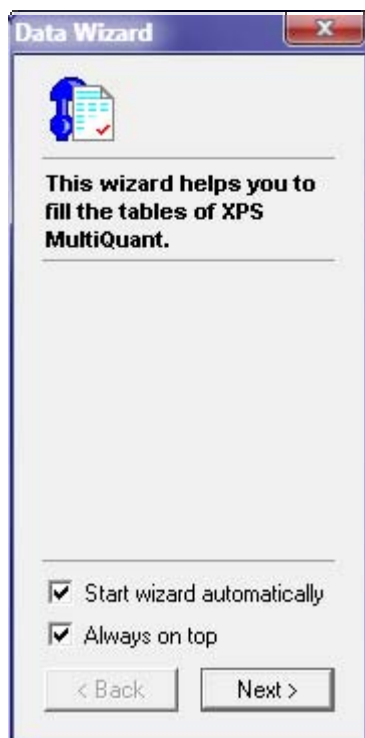 Data Wizard
This wizard helps you to
fill the tables of XPS
MultiQuant.
Start wizard automatically
Always on top
< Back
Next >